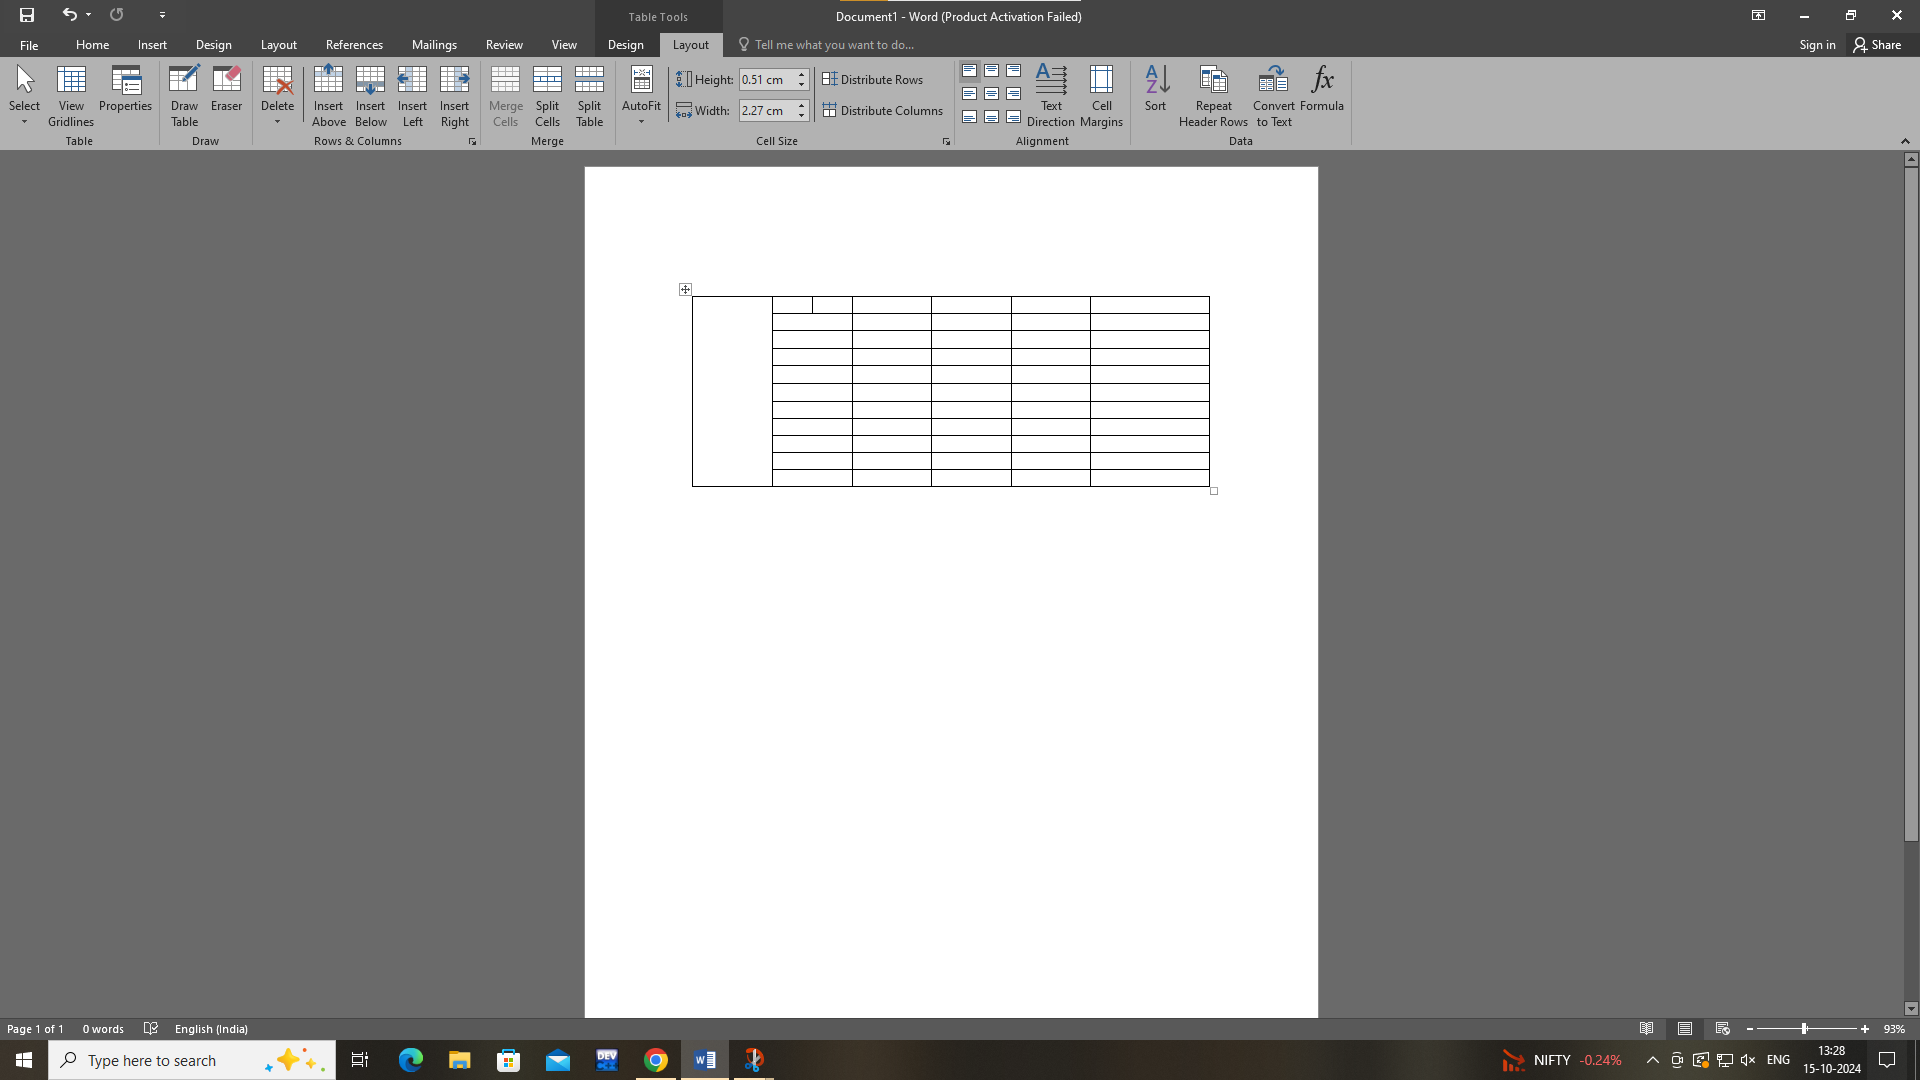 Table Tools
Document1 - Word (Product Activation Failed)
File Home Insert Design Layout References Mailings Review View Design Layout Tell me what you want to do... Sign in Share
Select
View Gridlines
Properties
Draw Table
Eraser
Delete
Insert Above
Insert Below
Insert Left
Insert Right
Merge Cells
Split Cells
Split Table
AutoFit
Height: 0.51 cm
Width: 2.27 cm
Distribute Rows
Distribute Columns
A
Text Direction
Cell Margins
A
Z
Sort
Repeat Header Rows
Convert to Text
fx
Formula
Table Draw Rows & Columns Merge Cell Size Alignment Data
Page 1 of 1 0 words English (India) 93%
Type here to search
DEV
W
NIFTY -0.24%
ENG
13:28
15-10-2024